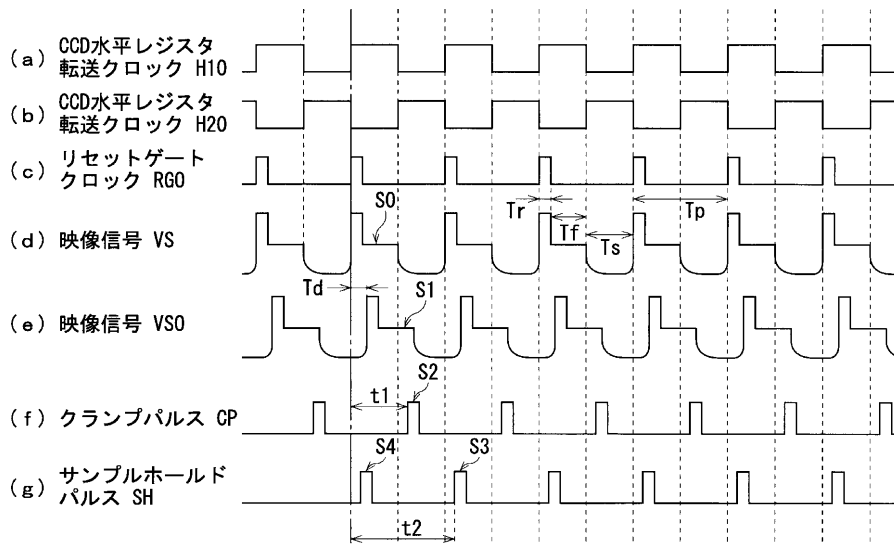 (a) CCD水平レジスタ
転送クロック H10
(b) CCD水平レジスタ
転送クロック H20
(c) リセットゲート
クロック RG0
Tr
Tf
Ts
Tp
S0
(d) 映像信号 VS
Td
S1
(e) 映像信号 VS0
S2
t1
(f) クランプパルス CP
S4
S3
(g) サンプルホールド
パルス SH
t2